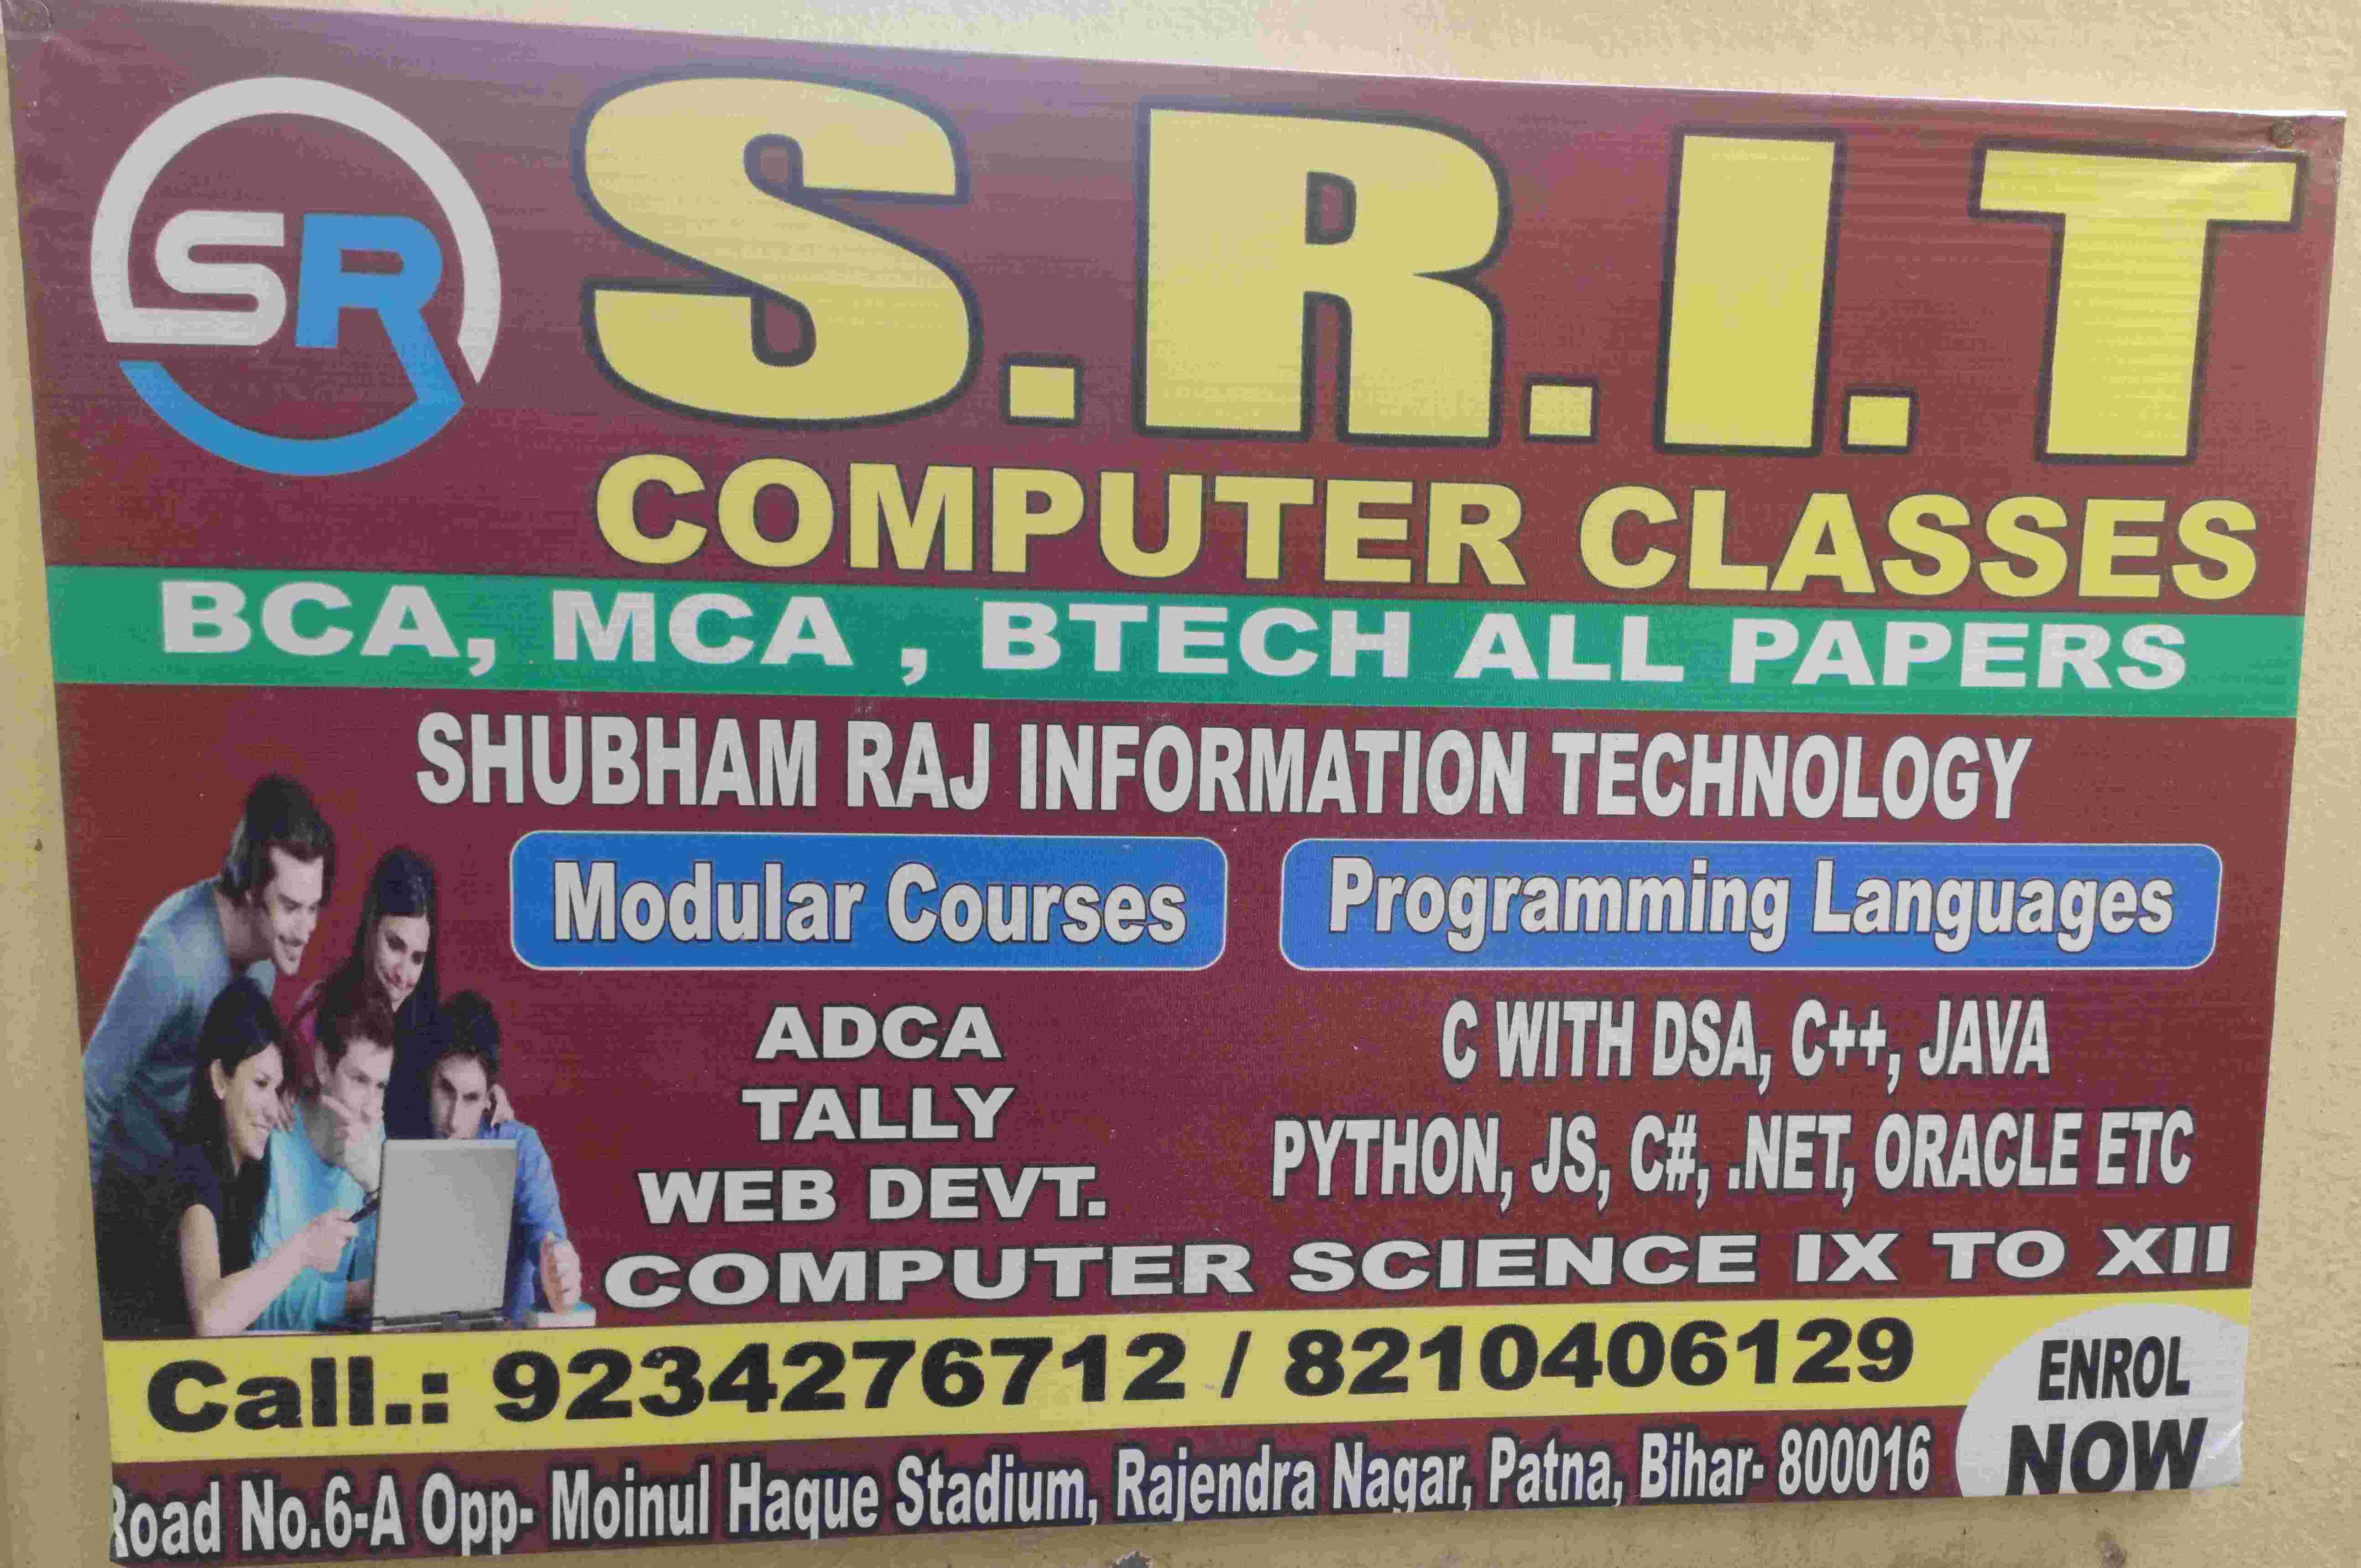 SR
S.R.I.T
COMPUTER CLASSES
BCA, MCA , BTECH ALL PAPERS
SHUBHAM RAJ INFORMATION TECHNOLOGY
Modular Courses
ADCA
TALLY
WEB DEVT.
Programming Languages
C WITH DSA, C++, JAVA
PYTHON, JS, C#, .NET, ORACLE ETC
COMPUTER SCIENCE IX TO XII
Call.: 9234276712 / 8210406129
ENROL
NOW
Road No.6-A Opp- Moinul Haque Stadium, Rajendra Nagar, Patna, Bihar- 800016